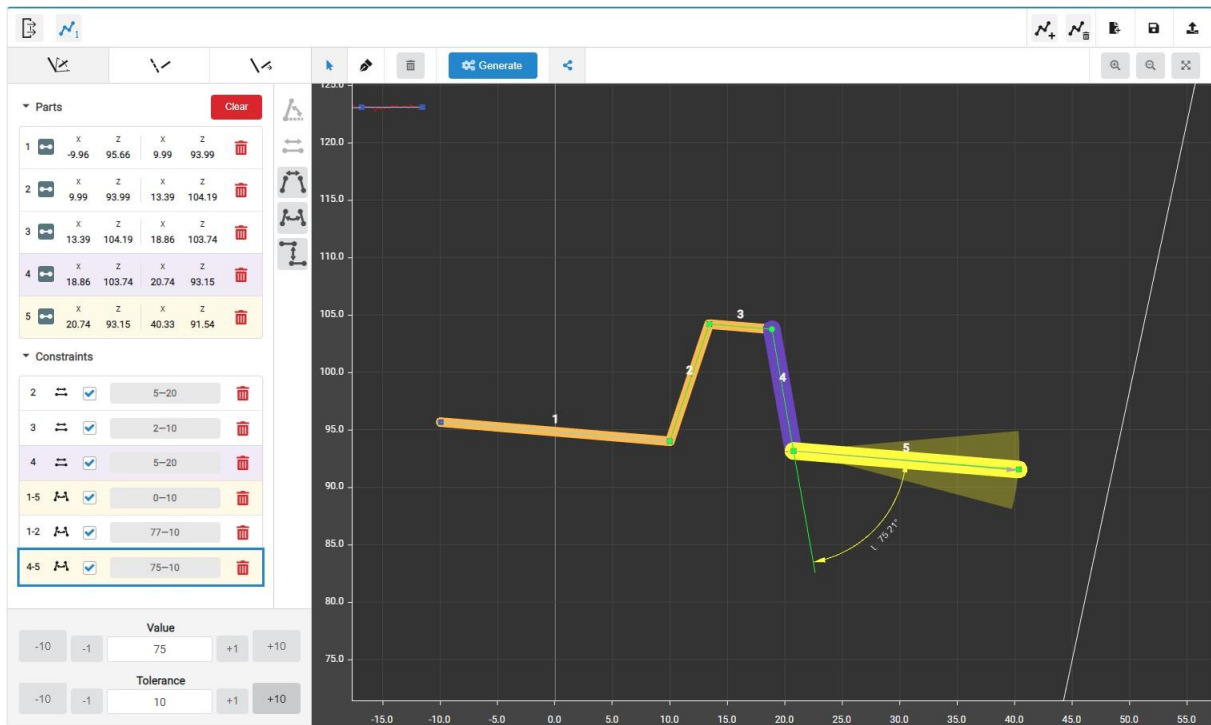 1
Generate
Parts
Clear
1 X Z X Z
-9.96 95.66 9.99 93.99
2 X Z X Z
9.99 93.99 13.39 104.19
3 X Z X Z
13.39 104.19 18.86 103.74
4 X Z X Z
18.86 103.74 20.74 93.15
5 X Z X Z
20.74 93.15 40.33 91.54
Constraints
2 5–20
3 2–10
4 5–20
1-5 0–10
1-2 77–10
4-5 75–10
Value
-10 -1 75 +1 +10
Tolerance
-10 -1 10 +1 +10
125.0
120.0
115.0
110.0
105.0
100.0
95.0
90.0
85.0
80.0
75.0
3
2
4
1
5
L: 75.21°
-15.0 -10.0 -5.0 0.0 5.0 10.0 15.0 20.0 25.0 30.0 35.0 40.0 45.0 50.0 55.0